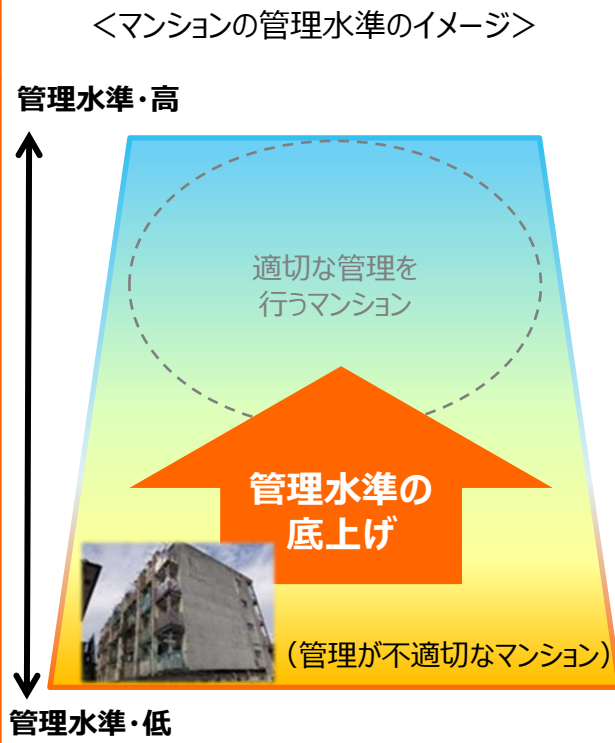 ＜マンションの管理水準のイメージ＞
管理水準・高
適切な管理を
行うマンション
管理水準の
底上げ
（管理が不適切なマンション）
管理水準・低